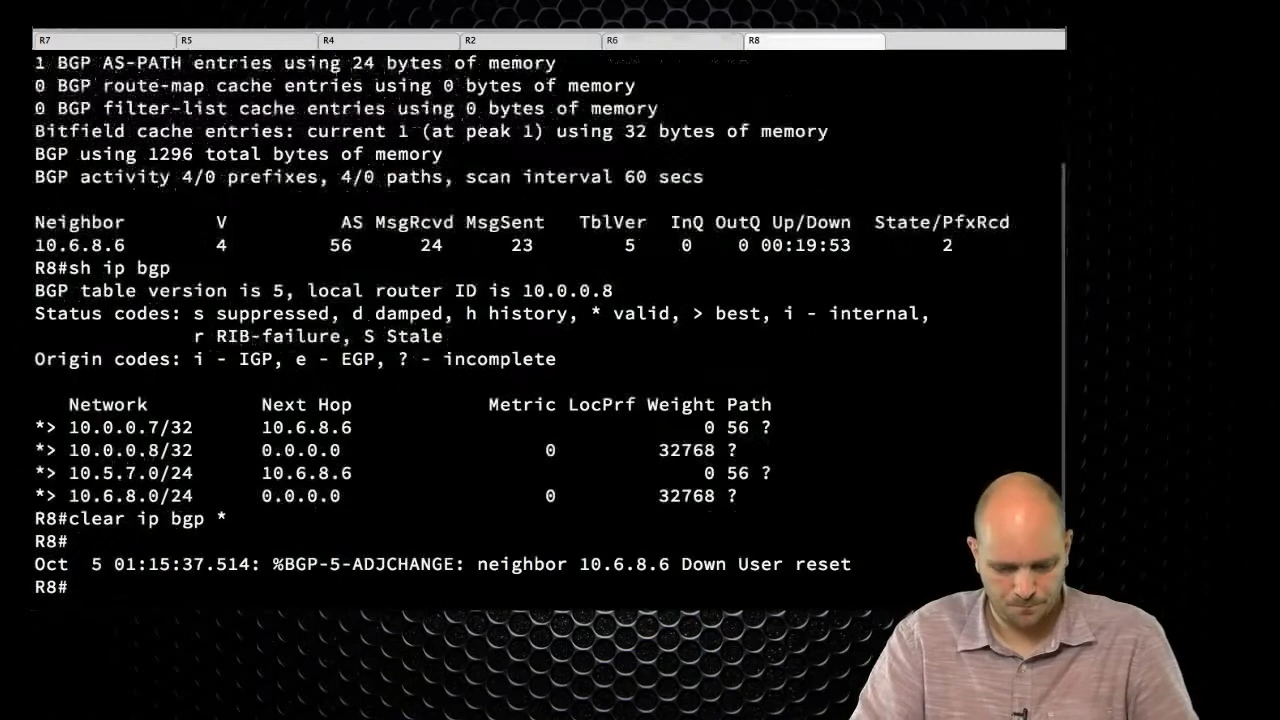 R7 R5 R4 R2 R6 R8
1 BGP AS-PATH entries using 24 bytes of memory
0 BGP route-map cache entries using 0 bytes of memory
0 BGP filter-list cache entries using 0 bytes of memory
Bitfield cache entries: current 1 (at peak 1) using 32 bytes of memory
BGP using 1296 total bytes of memory
BGP activity 4/0 prefixes, 4/0 paths, scan interval 60 secs
Neighbor V AS MsgRcvd MsgSent TblVer InQ OutQ Up/Down State/PfxRcd
10.6.8.6 4 56 24 23 5 0 0 00:19:53 2
R8#sh ip bgp
BGP table version is 5, local router ID is 10.0.0.8
Status codes: s suppressed, d damped, h history, * valid, > best, i - internal,
r RIB-failure, S Stale
Origin codes: i - IGP, e - EGP, ? - incomplete
Network Next Hop Metric LocPrf Weight Path
*> 10.0.0.7/32 10.6.8.6 0 56 ?
*> 10.0.0.8/32 0.0.0.0 0 32768 ?
*> 10.5.7.0/24 10.6.8.6 0 56 ?
*> 10.6.8.0/24 0.0.0.0 0 32768 ?
R8#clear ip bgp *
R8#
Oct 5 01:15:37.514: %BGP-5-ADJCHANGE: neighbor 10.6.8.6 Down User reset
R8#